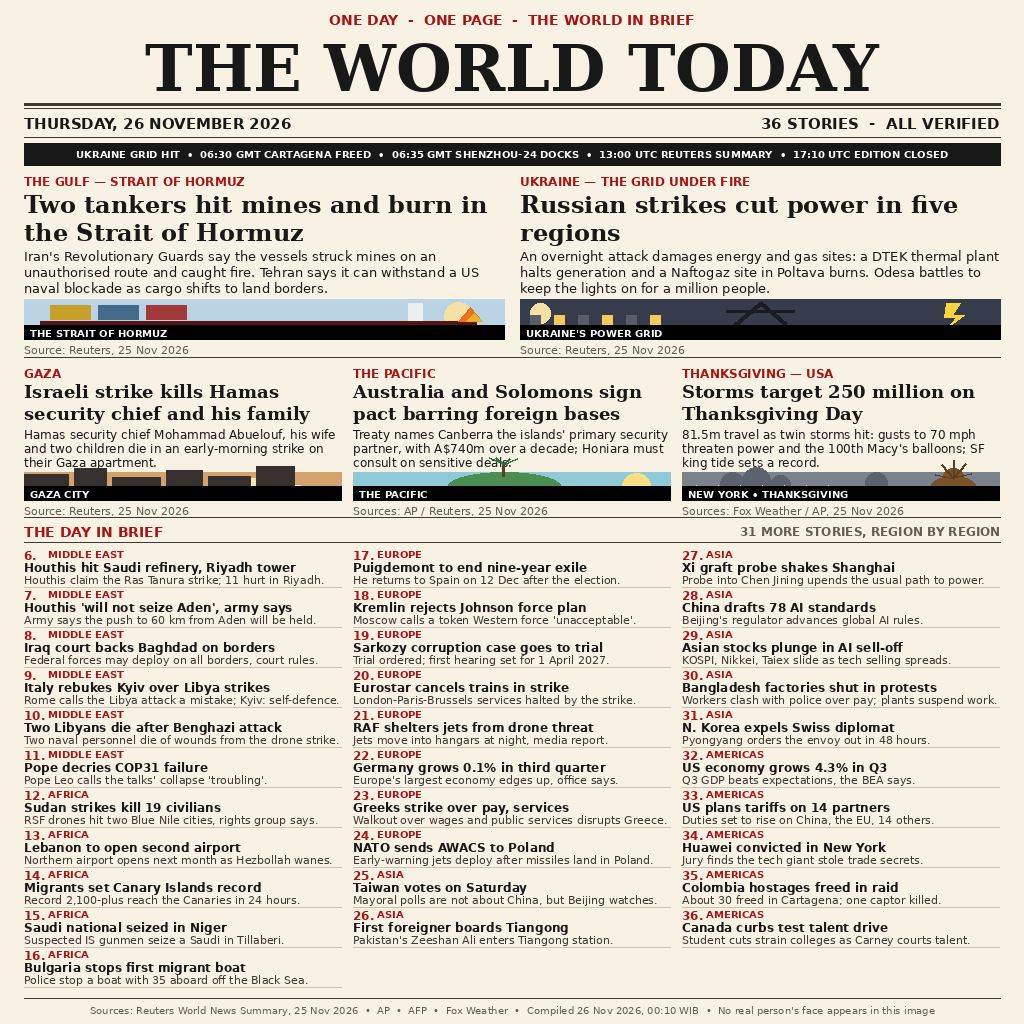 ONE DAY - ONE PAGE - THE WORLD IN BRIEF
THE WORLD TODAY
THURSDAY, 26 NOVEMBER 2026
36 STORIES - ALL VERIFIED
UKRAINE GRID HIT • 06:30 GMT CARTAGENA FREED • 06:35 GMT SHENZHOU-24 DOCKS • 13:00 UTC REUTERS SUMMARY • 17:10 UTC EDITION CLOSED
THE GULF — STRAIT OF HORMUZ
Two tankers hit mines and burn in
the Strait of Hormuz
Iran's Revolutionary Guards say the vessels struck mines on an
unauthorised route and caught fire. Tehran says it can withstand a US
naval blockade as cargo shifts to land borders.
THE STRAIT OF HORMUZ
Source: Reuters, 25 Nov 2026
UKRAINE — THE GRID UNDER FIRE
Russian strikes cut power in five
regions
An overnight attack damages energy and gas sites: a DTEK thermal plant
halts generation and a Naftogaz site in Poltava burns. Odesa battles to
keep the lights on for a million people.
UKRAINE'S POWER GRID
Source: Reuters, 25 Nov 2026
GAZA
Israeli strike kills Hamas
security chief and his family
Hamas security chief Mohammad Abuelouf, his wife
and two children die in an early-morning strike on
their Gaza apartment.
GAZA CITY
Source: Reuters, 25 Nov 2026
THE PACIFIC
Australia and Solomons sign
pact barring foreign bases
Treaty names Canberra the islands' primary security
partner, with A$740m over a decade; Honiara must
consult on sensitive deals.
THE PACIFIC
Sources: AP / Reuters, 25 Nov 2026
THANKSGIVING — USA
Storms target 250 million on
Thanksgiving Day
81.5m travel as twin storms hit: gusts to 70 mph
threaten power and the 100th Macy's balloons; SF
king tide sets a record.
NEW YORK • THANKSGIVING
Sources: Fox Weather / AP, 25 Nov 2026
THE DAY IN BRIEF
31 MORE STORIES, REGION BY REGION
6. MIDDLE EAST
Houthis hit Saudi refinery, Riyadh tower
Houthis claim the Ras Tanura strike; 11 hurt in Riyadh.
7. MIDDLE EAST
Houthis 'will not seize Aden', army says
Army says the push to 60 km from Aden will be held.
8. MIDDLE EAST
Iraq court backs Baghdad on borders
Federal forces may deploy on all borders, court rules.
9. MIDDLE EAST
Italy rebukes Kyiv over Libya strikes
Rome calls the Libya attack a mistake; Kyiv: self-defence.
10. MIDDLE EAST
Two Libyans die after Benghazi attack
Two naval personnel die of wounds from the drone strike.
11. MIDDLE EAST
Pope decries COP31 failure
Pope Leo calls the talks' collapse 'troubling'.
12. AFRICA
Sudan strikes kill 19 civilians
RSF drones hit two Blue Nile cities, rights group says.
13. AFRICA
Lebanon to open second airport
Northern airport opens next month as Hezbollah wanes.
14. AFRICA
Migrants set Canary Islands record
Record 2,100-plus reach the Canaries in 24 hours.
15. AFRICA
Saudi national seized in Niger
Suspected IS gunmen seize a Saudi in Tillaberi.
16. AFRICA
Bulgaria stops first migrant boat
Police stop a boat with 35 aboard off the Black Sea.
17. EUROPE
Puigdemont to end nine-year exile
He returns to Spain on 12 Dec after the election.
18. EUROPE
Kremlin rejects Johnson force plan
Moscow calls a token Western force 'unacceptable'.
19. EUROPE
Sarkozy corruption case goes to trial
Trial ordered; first hearing set for 1 April 2027.
20. EUROPE
Eurostar cancels trains in strike
London-Paris-Brussels services halted by the strike.
21. EUROPE
RAF shelters jets from drone threat
Jets move into hangars at night, media report.
22. EUROPE
Germany grows 0.1% in third quarter
Europe's largest economy edges up, office says.
23. EUROPE
Greeks strike over pay, services
Walkout over wages and public services disrupts Greece.
24. EUROPE
NATO sends AWACS to Poland
Early-warning jets deploy after missiles land in Poland.
25. ASIA
Taiwan votes on Saturday
Mayoral polls are not about China, but Beijing watches.
26. ASIA
First foreigner boards Tiangong
Pakistan's Zeeshan Ali enters Tiangong station.
27. ASIA
Xi graft probe shakes Shanghai
Probe into Chen Jining upends the usual path to power.
28. ASIA
China drafts 78 AI standards
Beijing's regulator advances global AI rules.
29. ASIA
Asian stocks plunge in AI sell-off
KOSPI, Nikkei, Taiex slide as tech selling spreads.
30. ASIA
Bangladesh factories shut in protests
Workers clash with police over pay; plants suspend work.
31. ASIA
N. Korea expels Swiss diplomat
Pyongyang orders the envoy out in 48 hours.
32. AMERICAS
US economy grows 4.3% in Q3
Q3 GDP beats expectations, the BEA says.
33. AMERICAS
US plans tariffs on 14 partners
Duties set to rise on China, the EU, 14 others.
34. AMERICAS
Huawei convicted in New York
Jury finds the tech giant stole trade secrets.
35. AMERICAS
Colombia hostages freed in raid
About 30 freed in Cartagena; one captor killed.
36. AMERICAS
Canada curbs test talent drive
Student cuts strain colleges as Carney courts talent.
Sources: Reuters World News Summary, 25 Nov 2026 • AP • AFP • Fox Weather • Compiled 26 Nov 2026, 00:10 WIB • No real person's face appears in this image